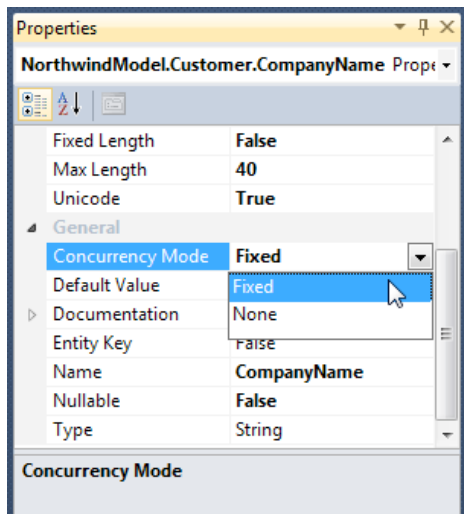 Properties
NorthwindModel.Customer.CompanyName Prope
Fixed Length False
Max Length 40
Unicode True
General
Concurrency Mode Fixed
Default Value Fixed
Documentation None
Entity Key False
Name CompanyName
Nullable False
Type String
Concurrency Mode